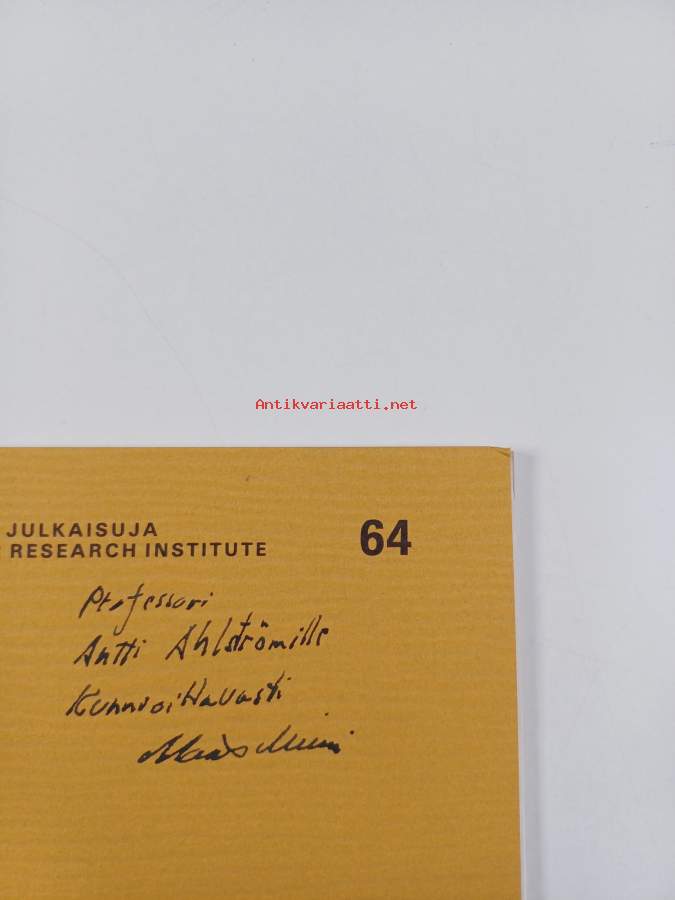 Antikvariaatti.net
JULKAISUJA
RESEARCH INSTITUTE
64
Professori
Antti Ahlströmille
Kunnioittavasti